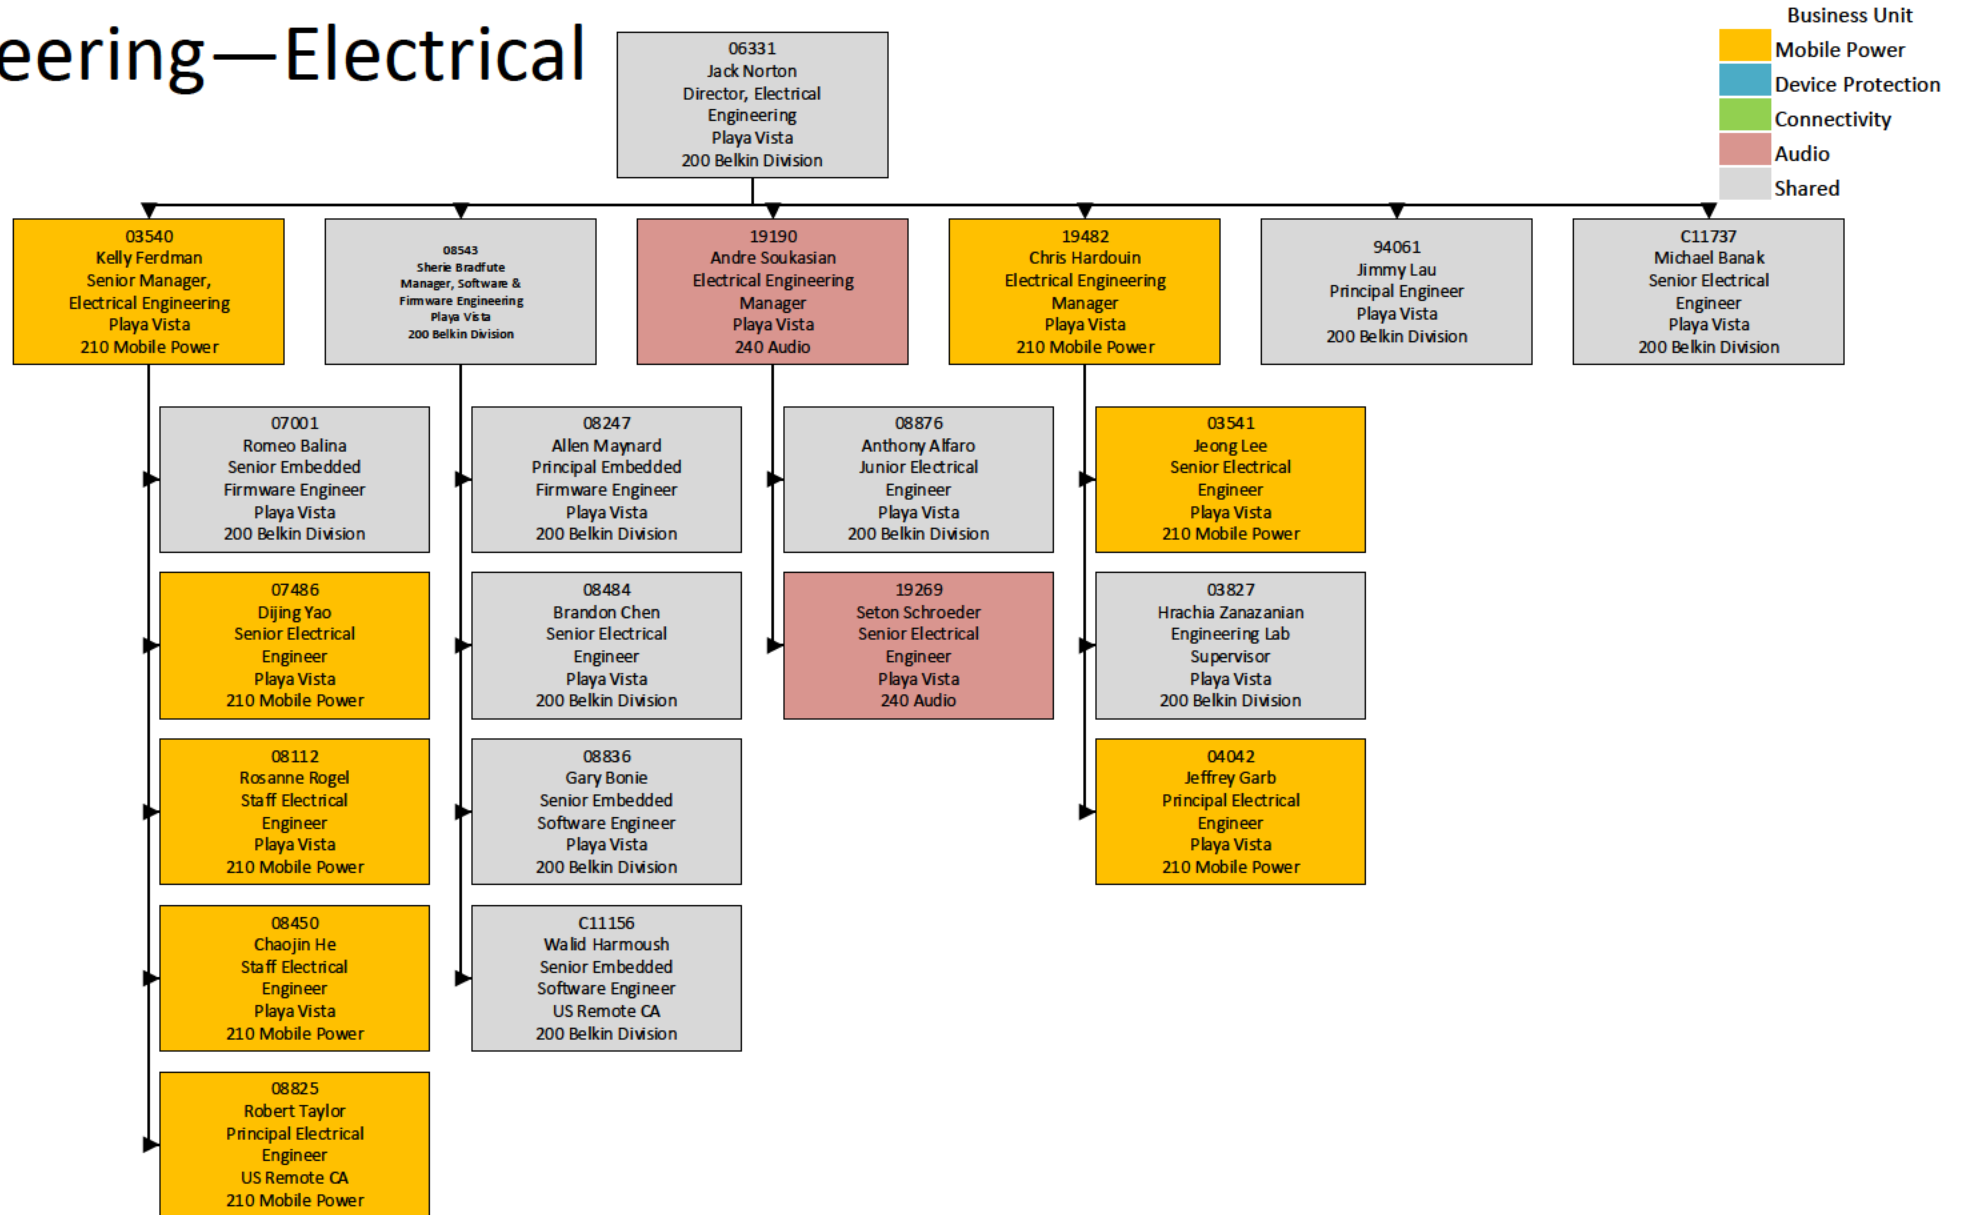 eering—Electrical
Business Unit
Mobile Power
Device Protection
Connectivity
Audio
Shared
06331
Jack Norton
Director, Electrical
Engineering
Playa Vista
200 Belkin Division
03540
Kelly Ferdman
Senior Manager,
Electrical Engineering
Playa Vista
210 Mobile Power
08543
Sherie Bradfute
Manager, Software &
Firmware Engineering
Playa Vista
200 Belkin Division
19190
Andre Soukasian
Electrical Engineering
Manager
Playa Vista
240 Audio
19482
Chris Hardouin
Electrical Engineering
Manager
Playa Vista
210 Mobile Power
94061
Jimmy Lau
Principal Engineer
Playa Vista
200 Belkin Division
C11737
Michael Banak
Senior Electrical
Engineer
Playa Vista
200 Belkin Division
07001
Romeo Balina
Senior Embedded
Firmware Engineer
Playa Vista
200 Belkin Division
07486
Dijing Yao
Senior Electrical
Engineer
Playa Vista
210 Mobile Power
08112
Rosanne Rogel
Staff Electrical
Engineer
Playa Vista
210 Mobile Power
08450
Chaojin He
Staff Electrical
Engineer
Playa Vista
210 Mobile Power
08825
Robert Taylor
Principal Electrical
Engineer
US Remote CA
210 Mobile Power
08247
Allen Maynard
Principal Embedded
Firmware Engineer
Playa Vista
200 Belkin Division
08484
Brandon Chen
Senior Electrical
Engineer
Playa Vista
200 Belkin Division
08836
Gary Bonie
Senior Embedded
Software Engineer
Playa Vista
200 Belkin Division
C11156
Walid Harmoush
Senior Embedded
Software Engineer
US Remote CA
200 Belkin Division
08876
Anthony Alfaro
Junior Electrical
Engineer
Playa Vista
200 Belkin Division
19269
Seton Schroeder
Senior Electrical
Engineer
Playa Vista
240 Audio
03541
Jeong Lee
Senior Electrical
Engineer
Playa Vista
210 Mobile Power
03827
Hrachia Zanazanian
Engineering Lab
Supervisor
Playa Vista
200 Belkin Division
04042
Jeffrey Garb
Principal Electrical
Engineer
Playa Vista
210 Mobile Power